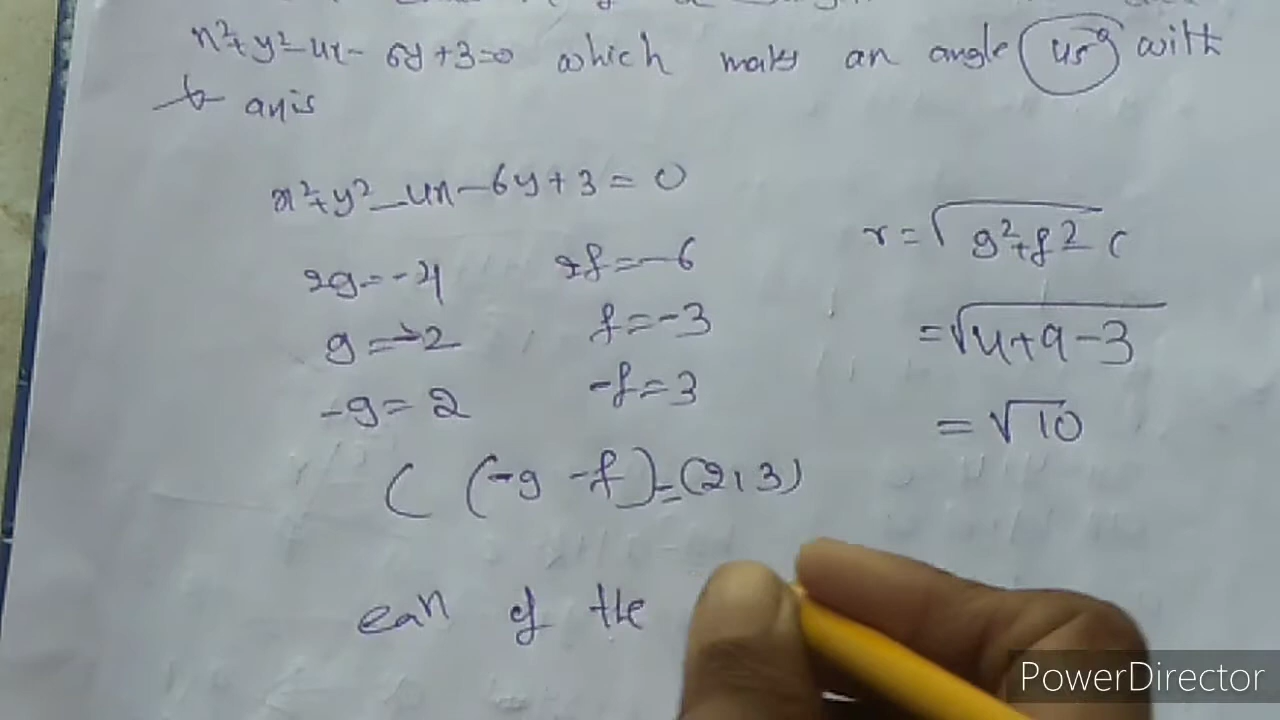 x²+y²-4x-6y+3=0 which maks an angle 45° with
x axis
x²+y²-4x-6y+3=0
2g=-4 2f=-6 r=√g²+f² c
g=-2 f=-3 =√4+9-3
-g=2 -f=3 =√10
C (-g -f)=(2,3)
eqn of the
PowerDirector